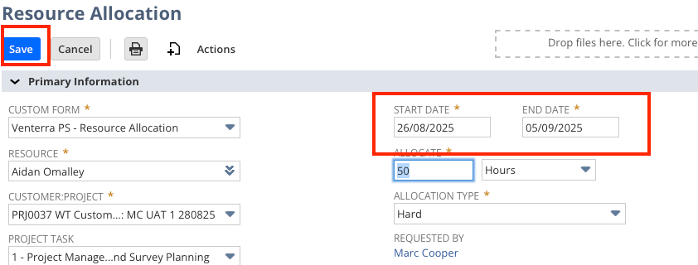 Resource Allocation
Save Cancel Actions Drop files here. Click for more
Primary Information
CUSTOM FORM *
Venterra PS - Resource Allocation
RESOURCE *
Aidan Omalley
CUSTOMER:PROJECT *
PRJ0037 WT Custom...: MC UAT 1 280825
PROJECT TASK
1 - Project Manage...nd Survey Planning
START DATE * END DATE *
26/08/2025 05/09/2025
ALLOCATE *
50 Hours
ALLOCATION TYPE *
Hard
REQUESTED BY
Marc Cooper